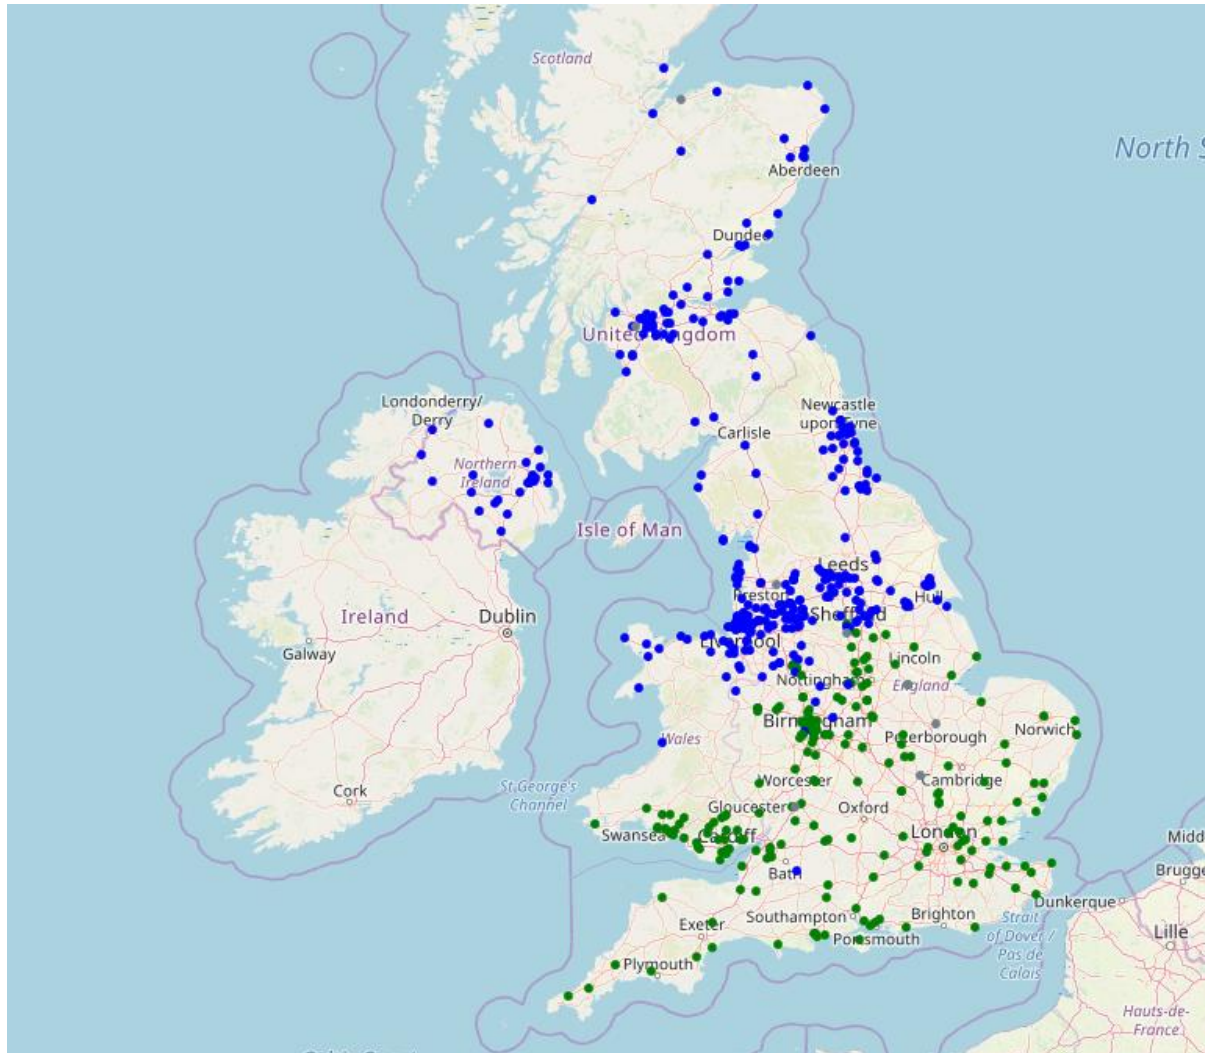 Scotland
North S
Aberdeen
Dundee
United Kingdom
Londonderry/
Derry
Newcastle
upon Tyne
Carlisle
Northern
Ireland
Isle of Man
Leeds
Preston
Hull
Ireland
Dublin
Sheffield
Liverpool
Galway
Lincoln
Nottingham
England
Birmingham
Norwich
Wales
Peterborough
St George's
Channel
Worcester
Cambridge
Cork
Gloucester
Oxford
Swansea
Cardiff
London
Midd
Bath
Brugge
Dunkerque
Exeter
Southampton
Brighton
Strait
of Dover /
Pas de
Calais
Portsmouth
Lille
Plymouth
Hauts-de-
France